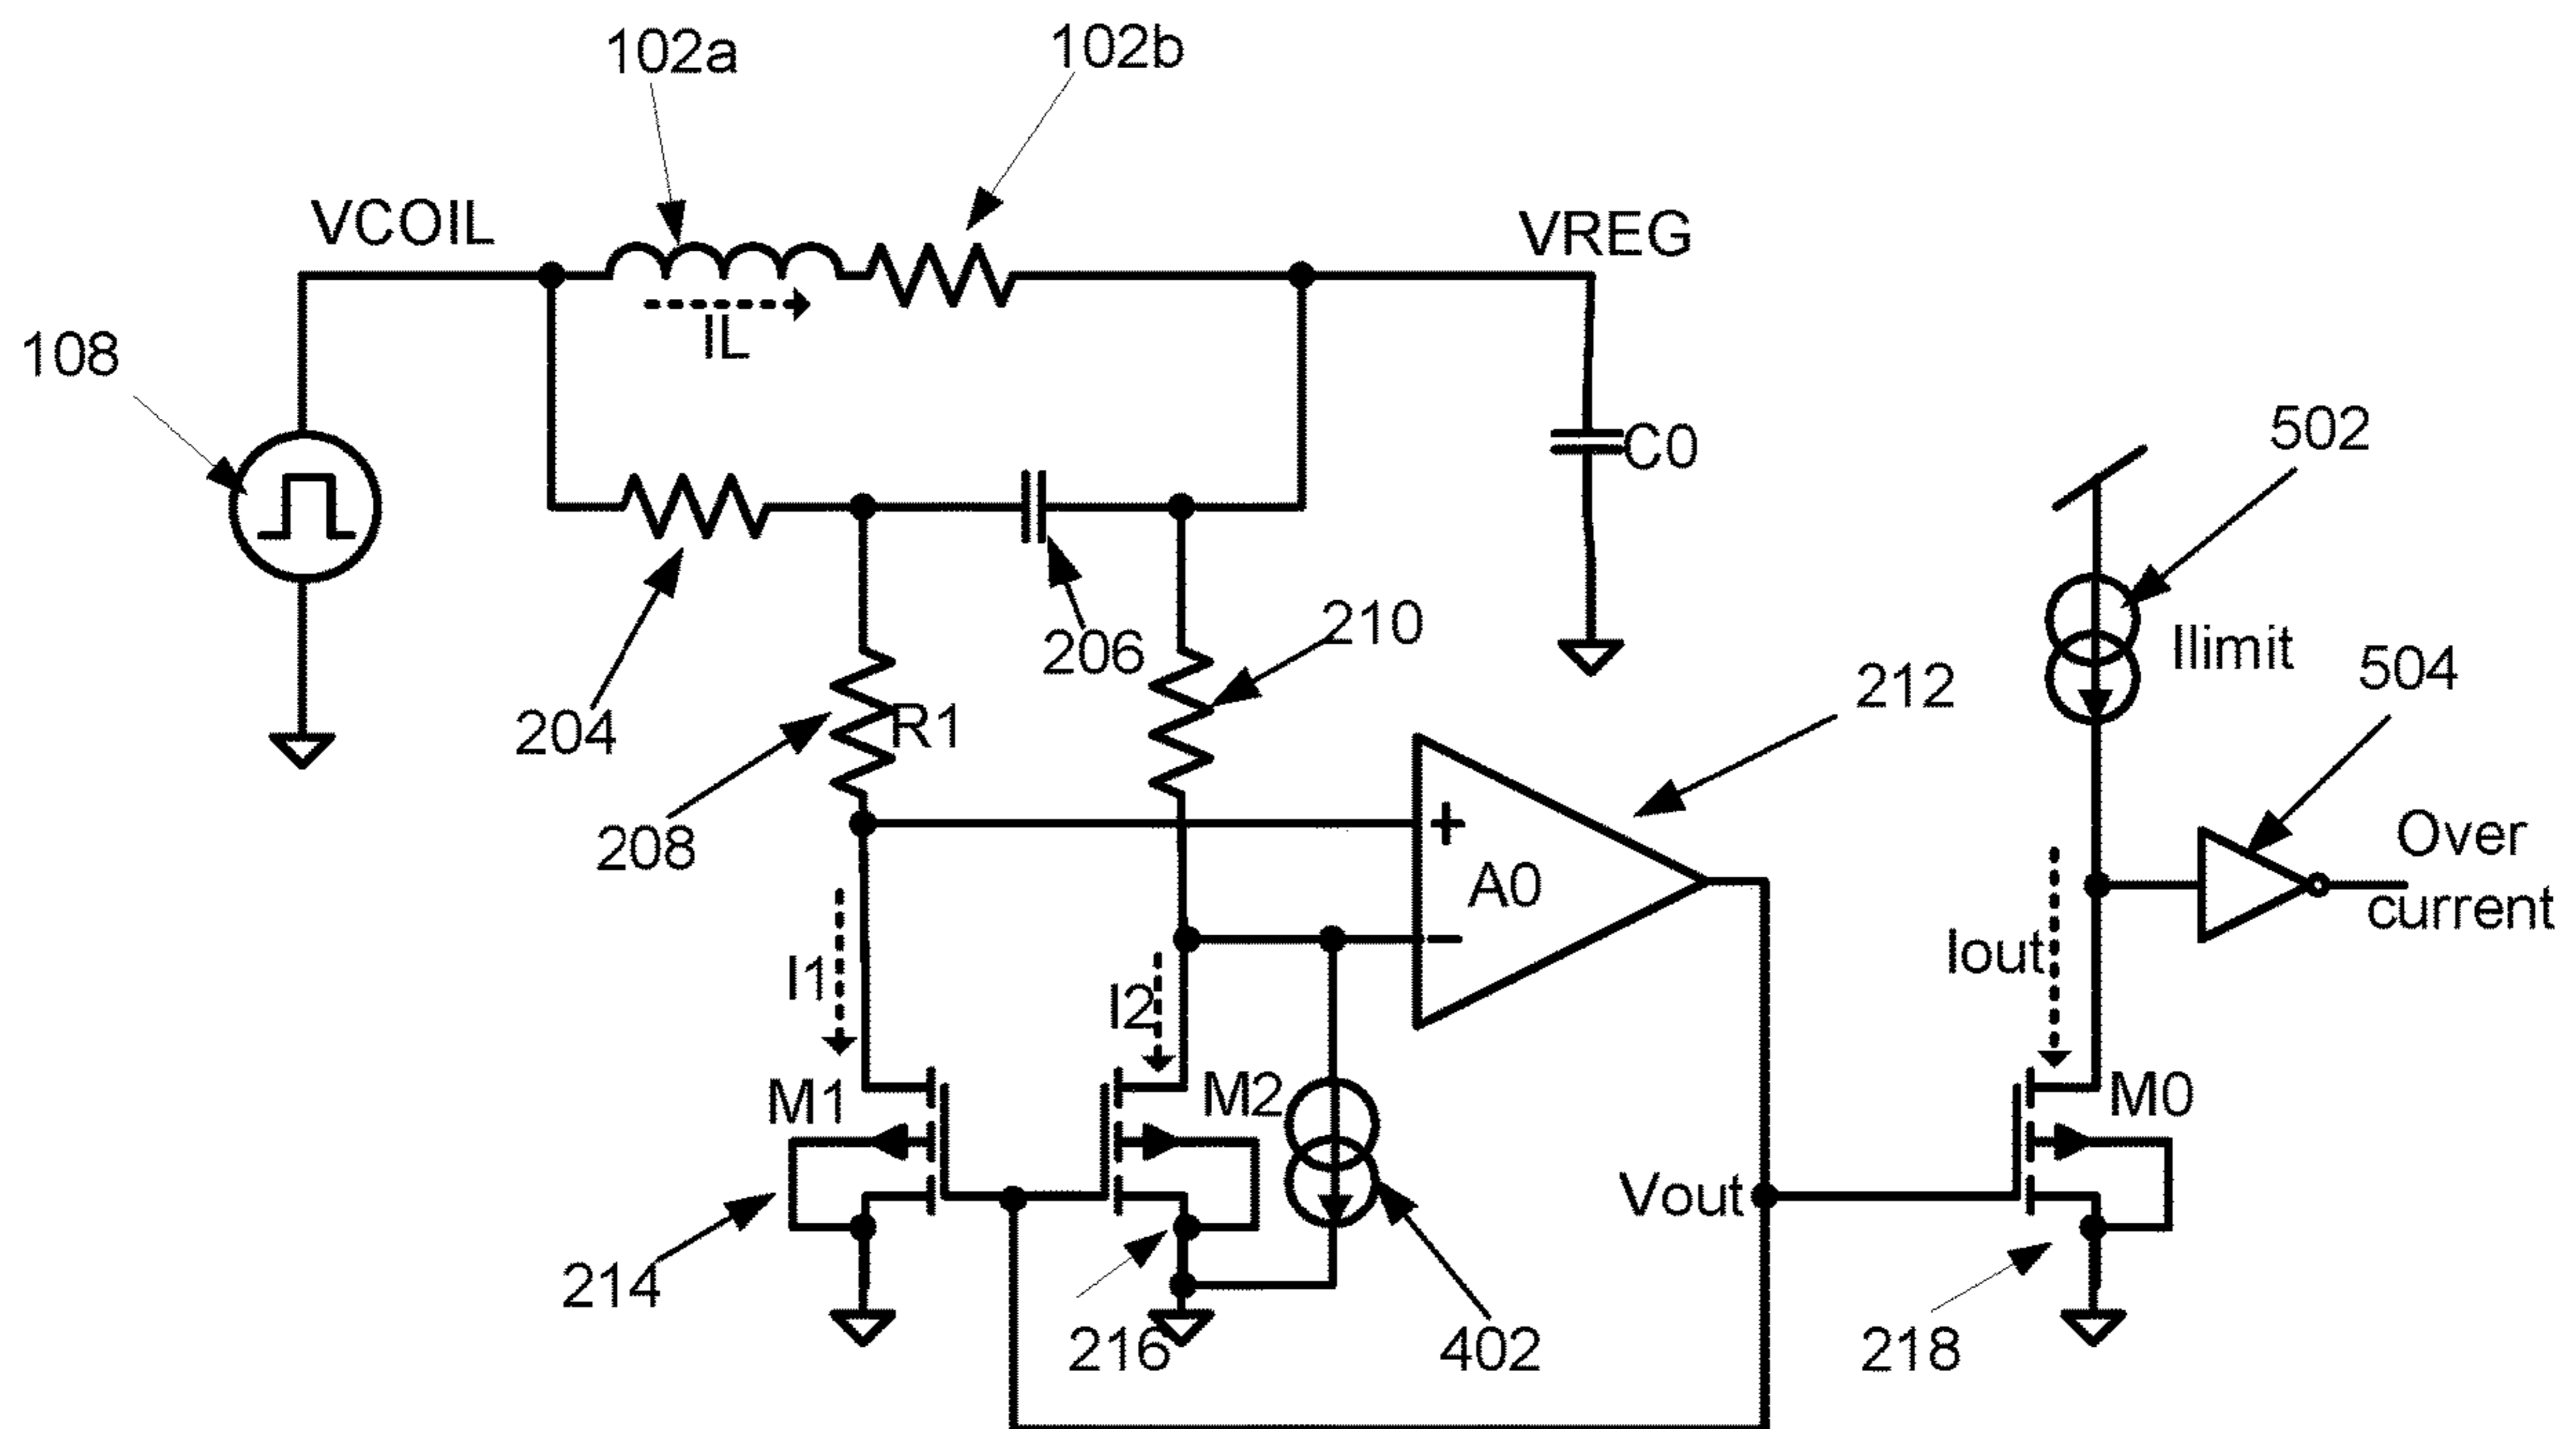 102a
102b
VCOIL
VREG
IL
108
C0
502
204
206
210
Ilimit
504
R1
208
212
+
A0
−
Over
current
I1
I2
Iout
M1
M2
M0
Vout
214
216
402
218